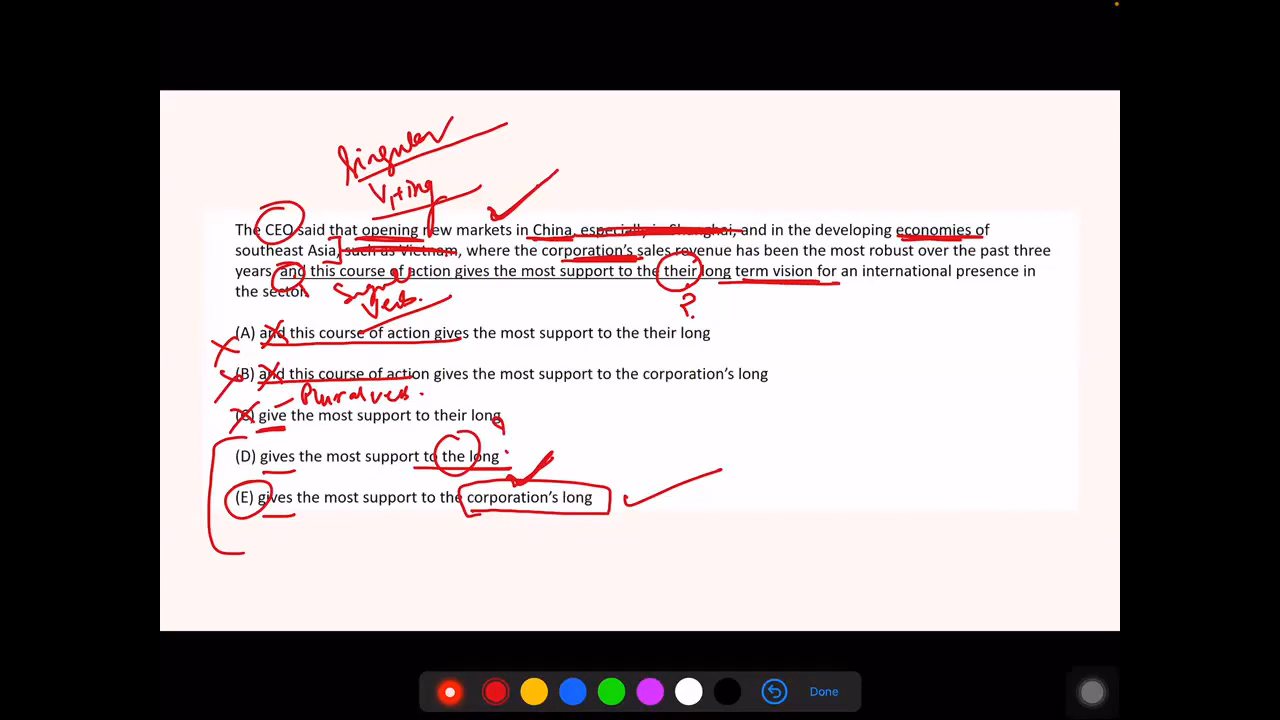 Singular
V1+ing
The CEO said that opening new markets in China, especially in Shanghai, and in the developing economies of
southeast Asia, such as Vietnam, where the corporation's sales revenue has been the most robust over the past three
years, and this course of action gives the most support to the their long term vision for an international presence in
?
the sector.
Verb.
(A) and this course of action gives the most support to the their long
(B) and this course of action gives the most support to the corporation's long
Plural verb.
(C) give the most support to their long
(D) gives the most support to the long
(E) gives the most support to the corporation's long
Done